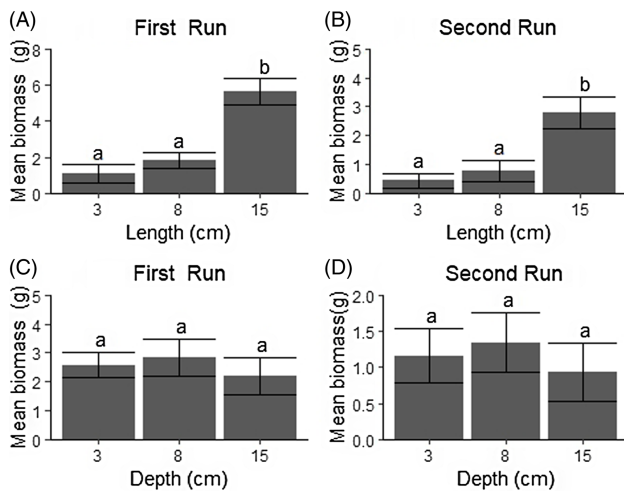 (A) First Run
Mean biomass (g)
8
6
4
2
0
a
a
b
3 8 15
Length (cm)
(B) Second Run
Mean biomass (g)
5
4
3
2
1
0
a
a
b
3 8 15
Length (cm)
(C) First Run
Mean biomass (g)
5
4
3
2
1
0
a
a
a
3 8 15
Depth (cm)
(D) Second Run
Mean biomass(g)
2.0
1.5
1.0
0.5
0.0
a
a
a
3 8 15
Depth (cm)